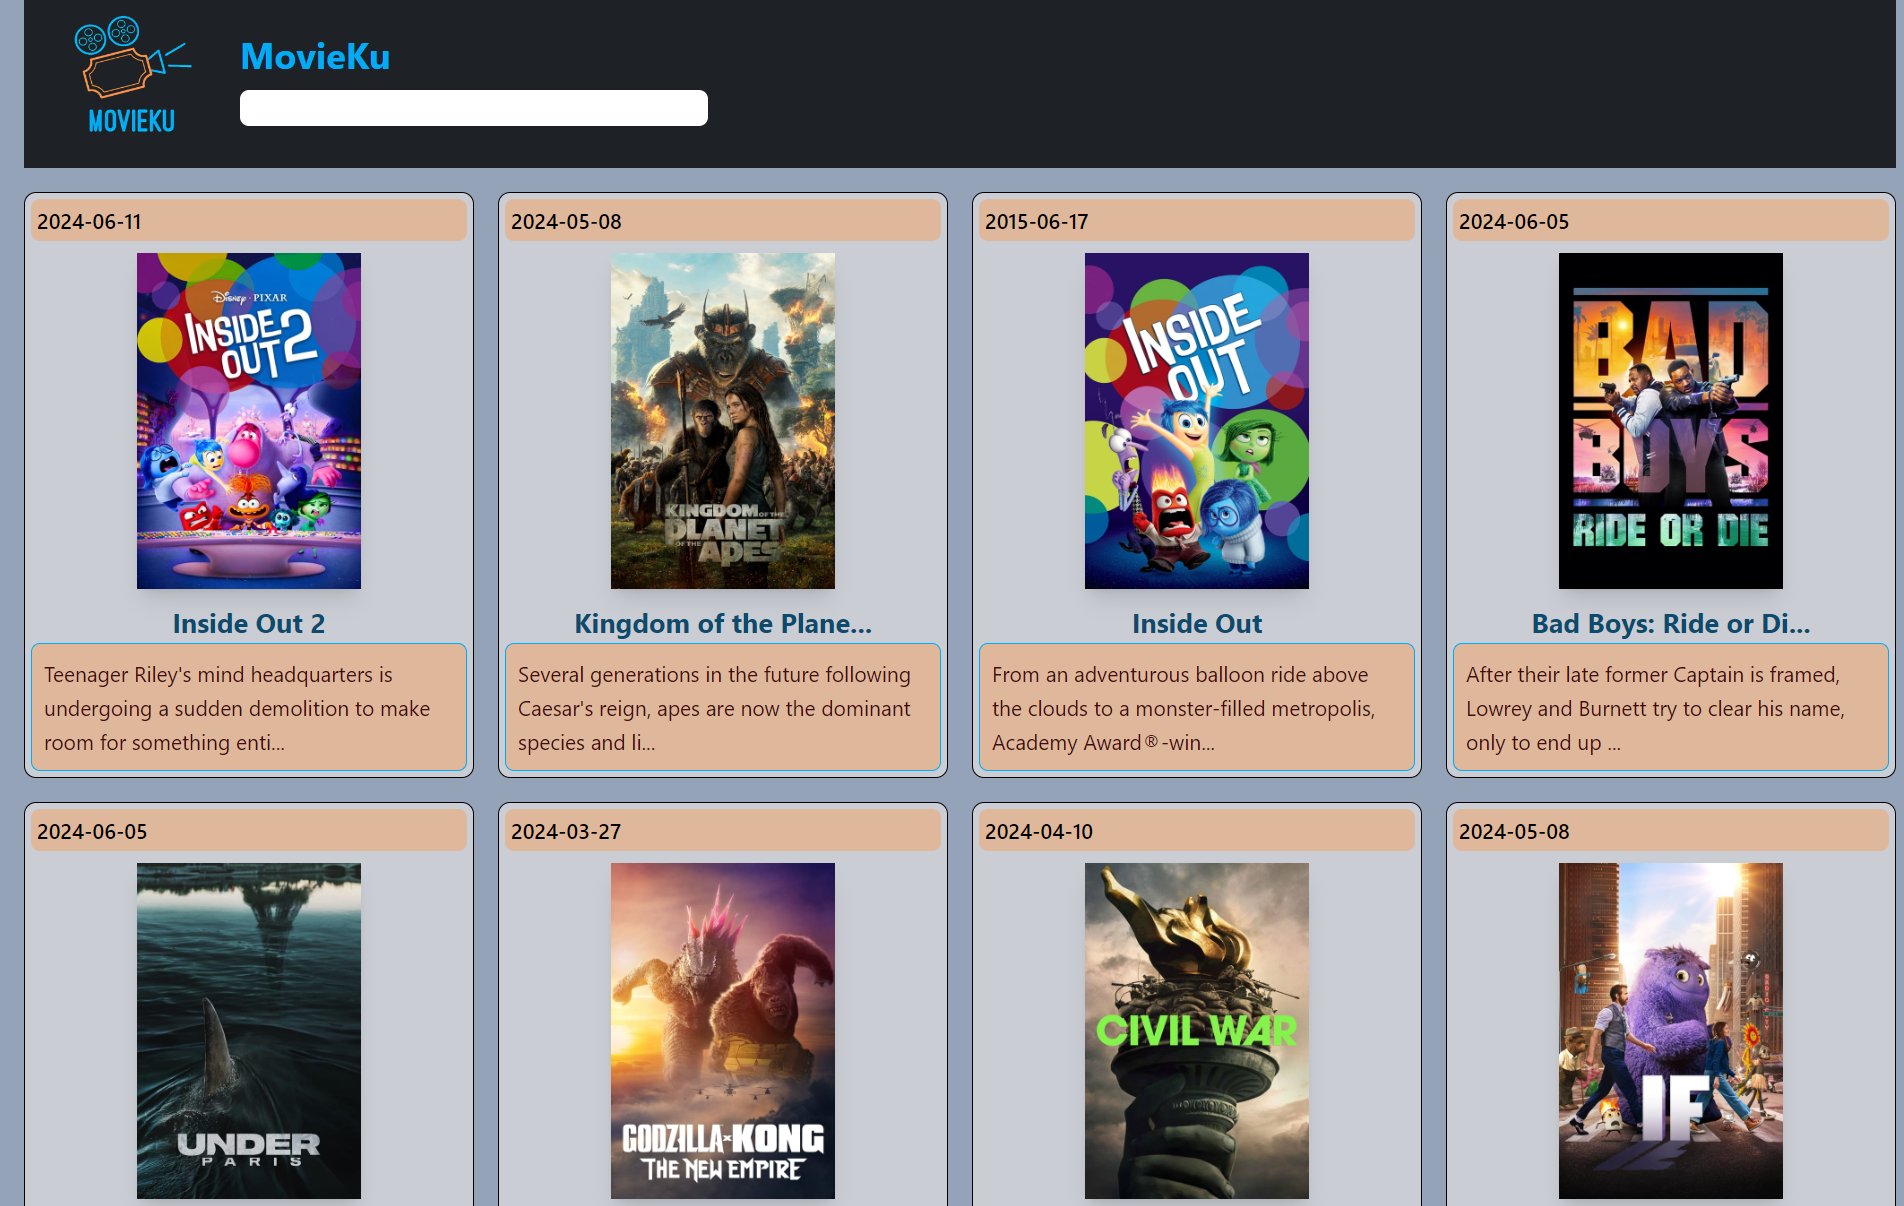 MOVIEKU
MovieKu
2024-06-11
DISNEY · PIXAR
INSIDE
OUT 2
Inside Out 2
Teenager Riley's mind headquarters is
undergoing a sudden demolition to make
room for something enti...
2024-05-08
KINGDOM OF THE
PLANET
OF THE APES
Kingdom of the Plane...
Several generations in the future following
Caesar's reign, apes are now the dominant
species and li...
2015-06-17
INSIDE
OUT
Inside Out
From an adventurous balloon ride above
the clouds to a monster-filled metropolis,
Academy Award®-win...
2024-06-05
BAD
BOYS
RIDE OR DIE
Bad Boys: Ride or Di...
After their late former Captain is framed,
Lowrey and Burnett try to clear his name,
only to end up ...
2024-06-05
UNDER
PARIS
2024-03-27
GODZILLA x KONG
THE NEW EMPIRE
2024-04-10
CIVIL WAR
2024-05-08
IF